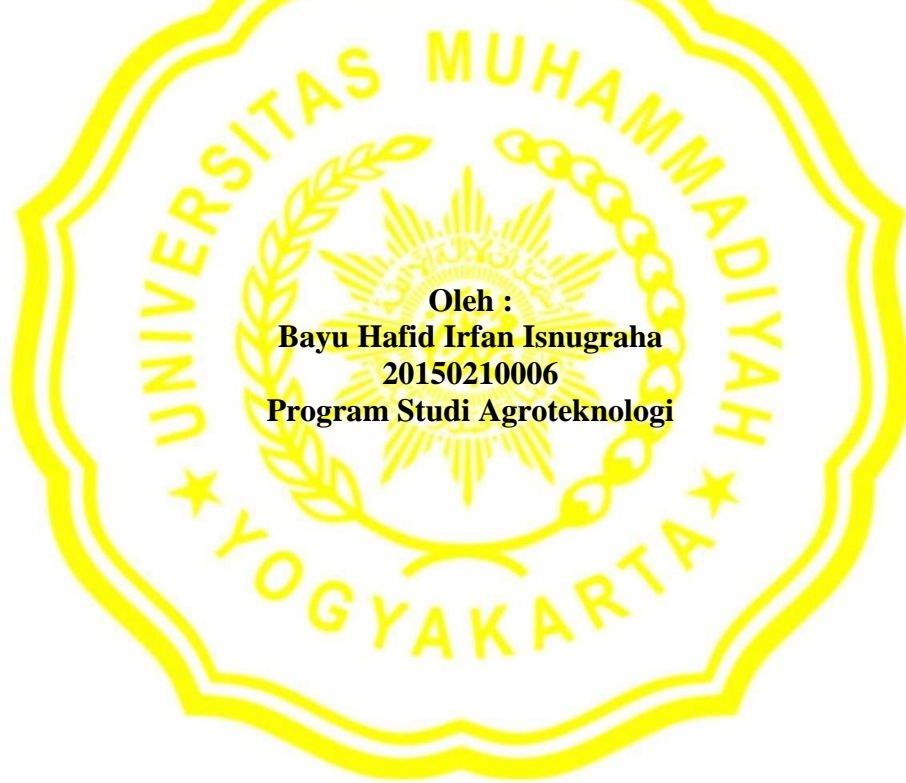 UNIVERSITAS MUHAMMADIYAH
Oleh :
Bayu Hafid Irfan Isnugraha
20150210006
Program Studi Agroteknologi
★ YOGYAKARTA ★